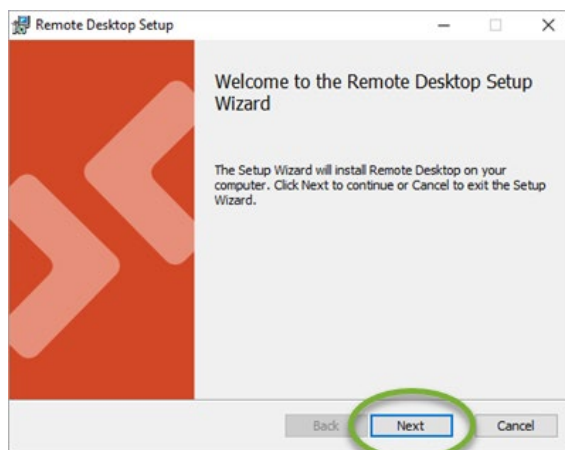 Remote Desktop Setup
Welcome to the Remote Desktop Setup
Wizard
The Setup Wizard will install Remote Desktop on your
computer. Click Next to continue or Cancel to exit the Setup
Wizard.
Back Next Cancel